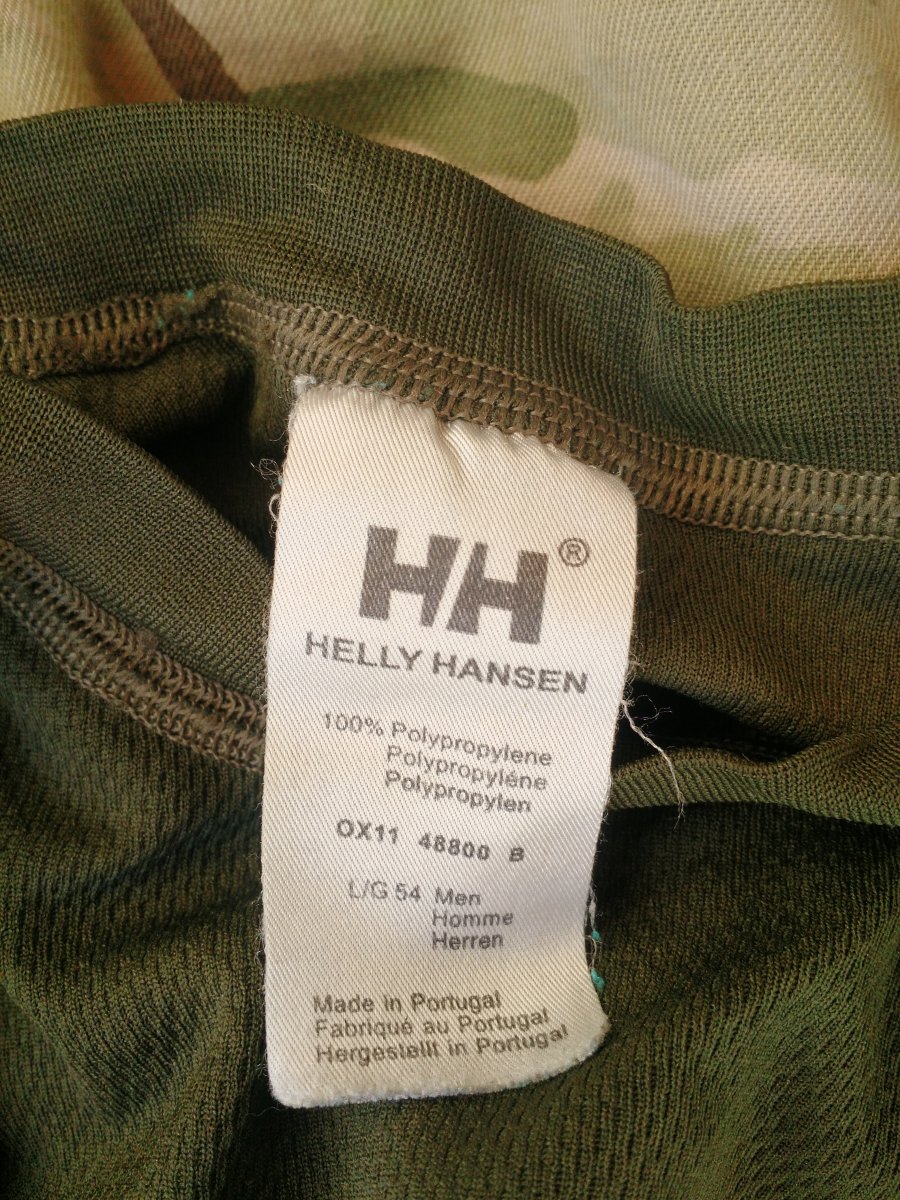 H/H®
HELLY HANSEN
100% Polypropylene
Polypropyléne
Polypropylen
OX11 48800 B
L/G 54 Men
Homme
Herren
Made in Portugal
Fabriqué au Portugal
Hergestellt in Portugal